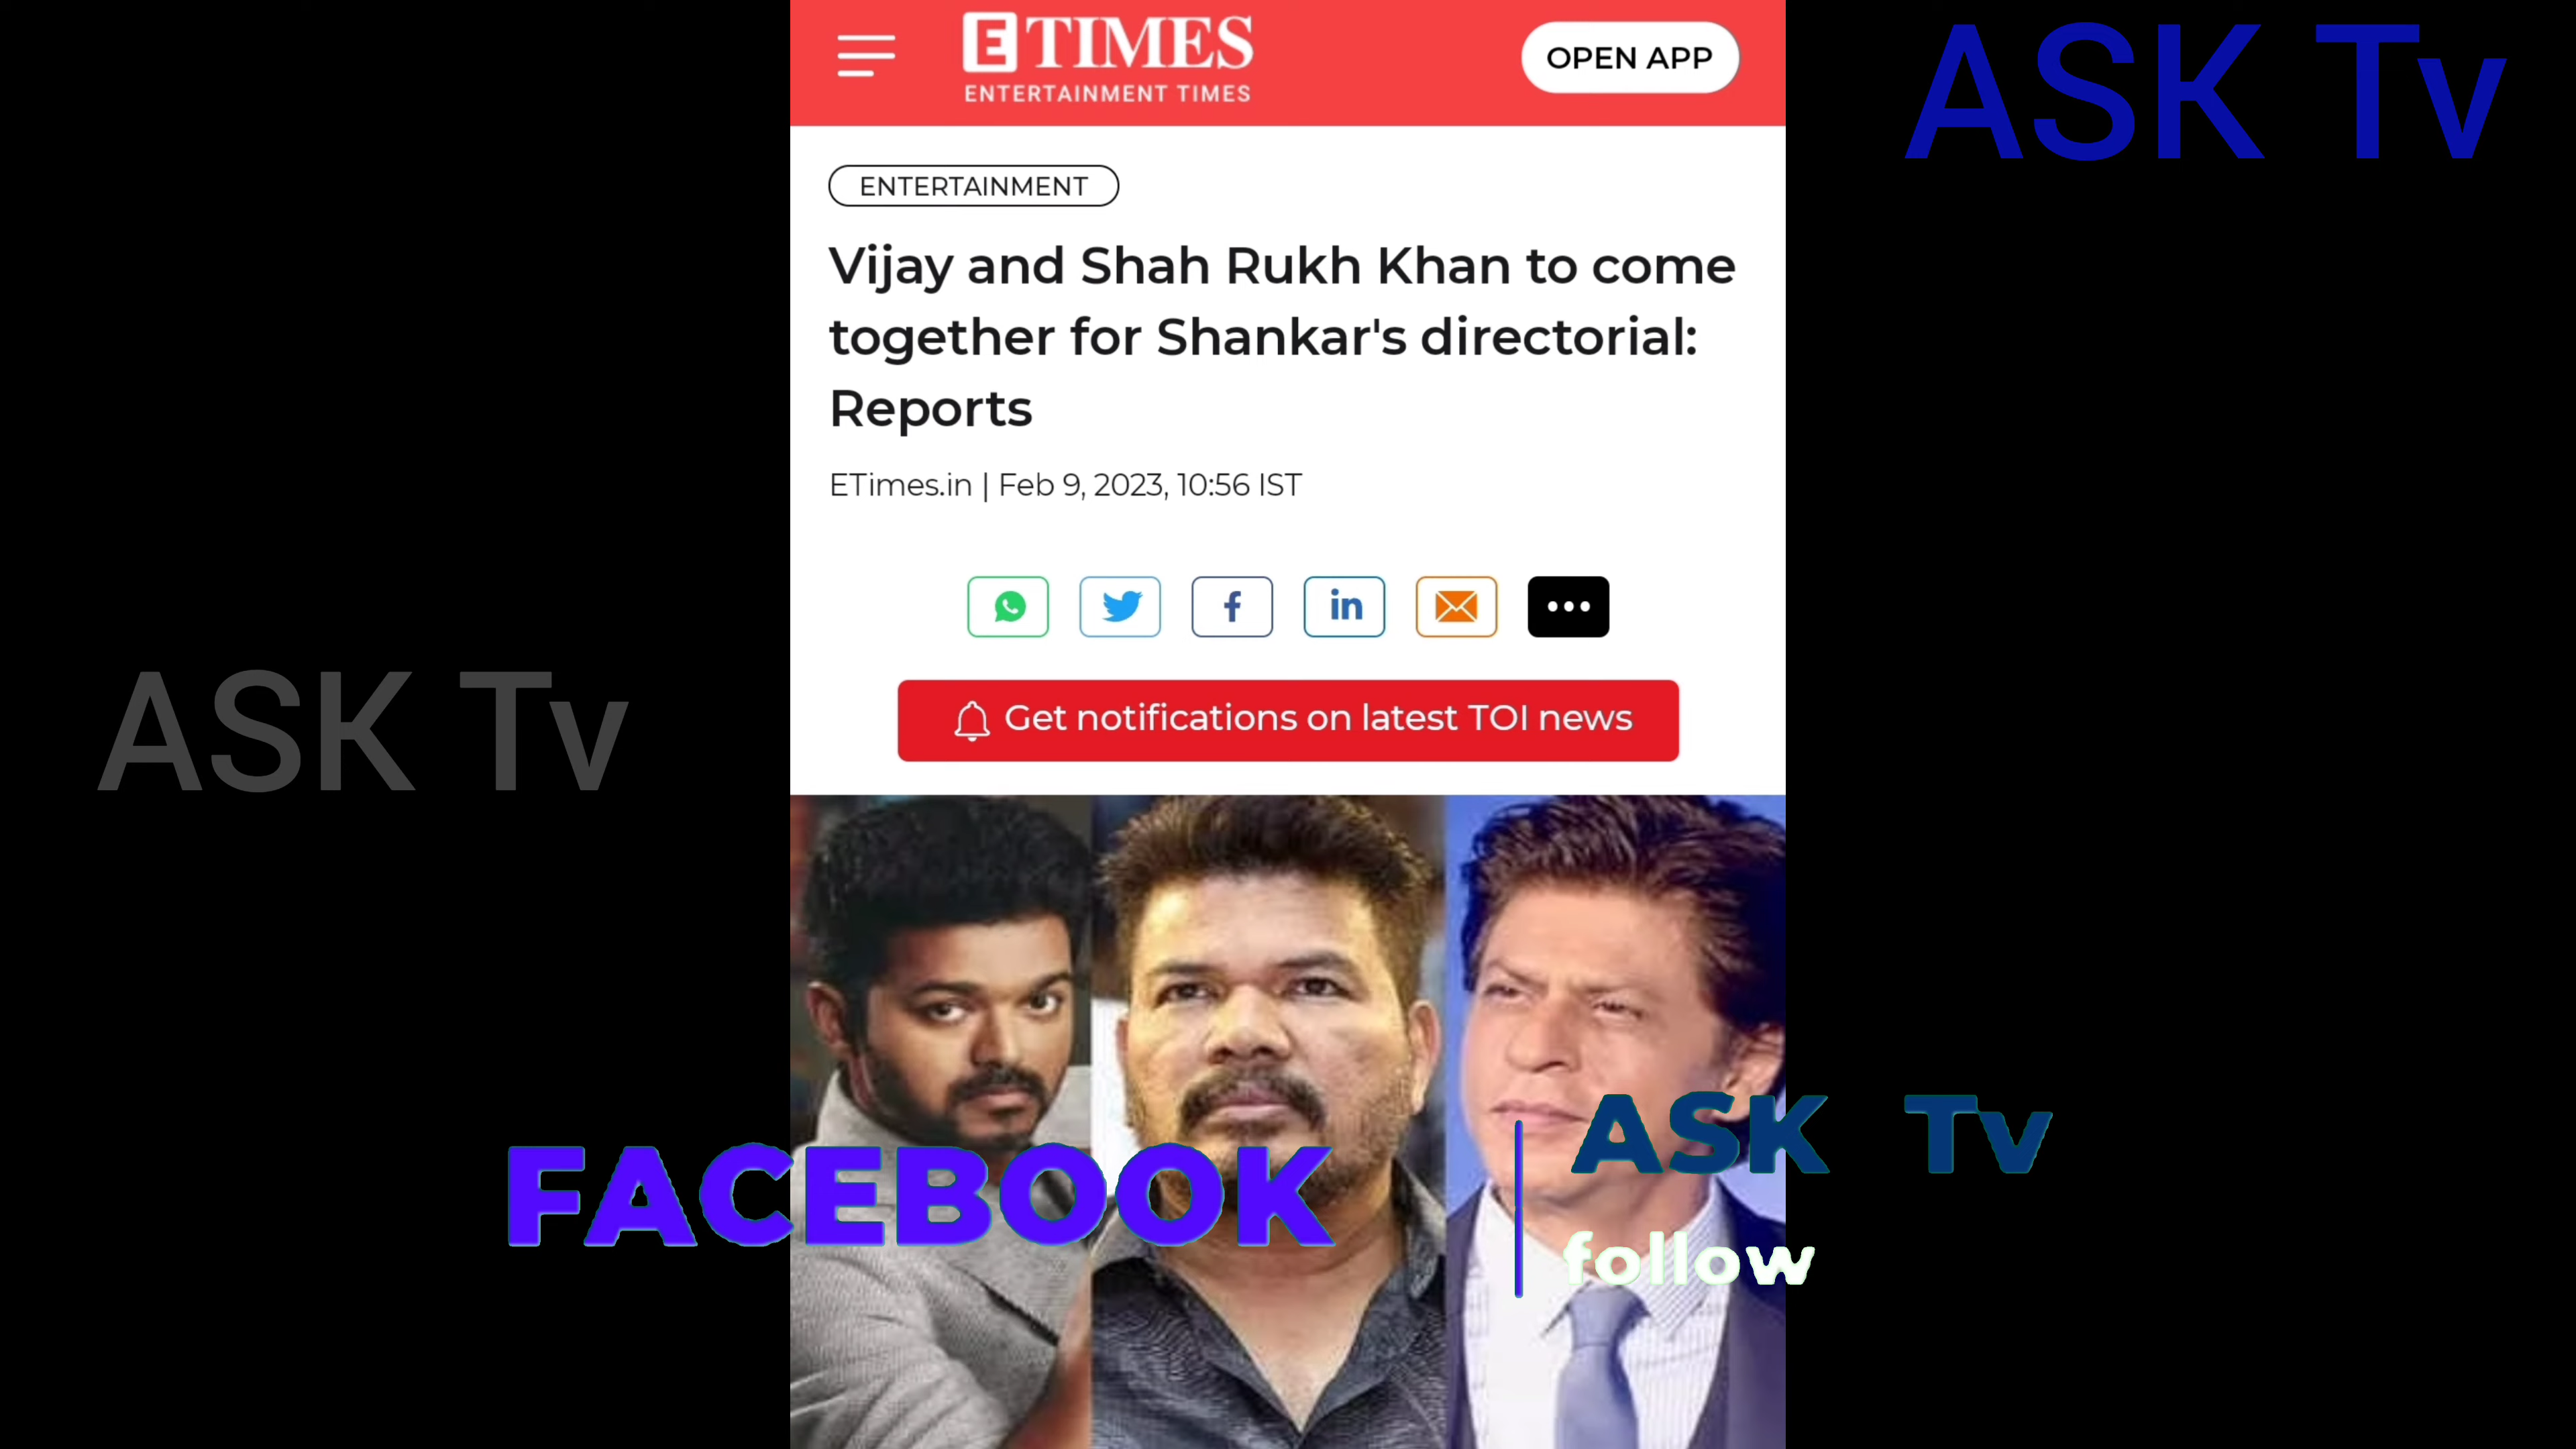 E TIMES
ENTERTAINMENT TIMES
OPEN APP
ASK Tv
ENTERTAINMENT
Vijay and Shah Rukh Khan to come
together for Shankar's directorial:
Reports
ETimes.in | Feb 9, 2023, 10:56 IST
f
in
Get notifications on latest TOI news
ASK Tv
FACEBOOK
ASK Tv
follow